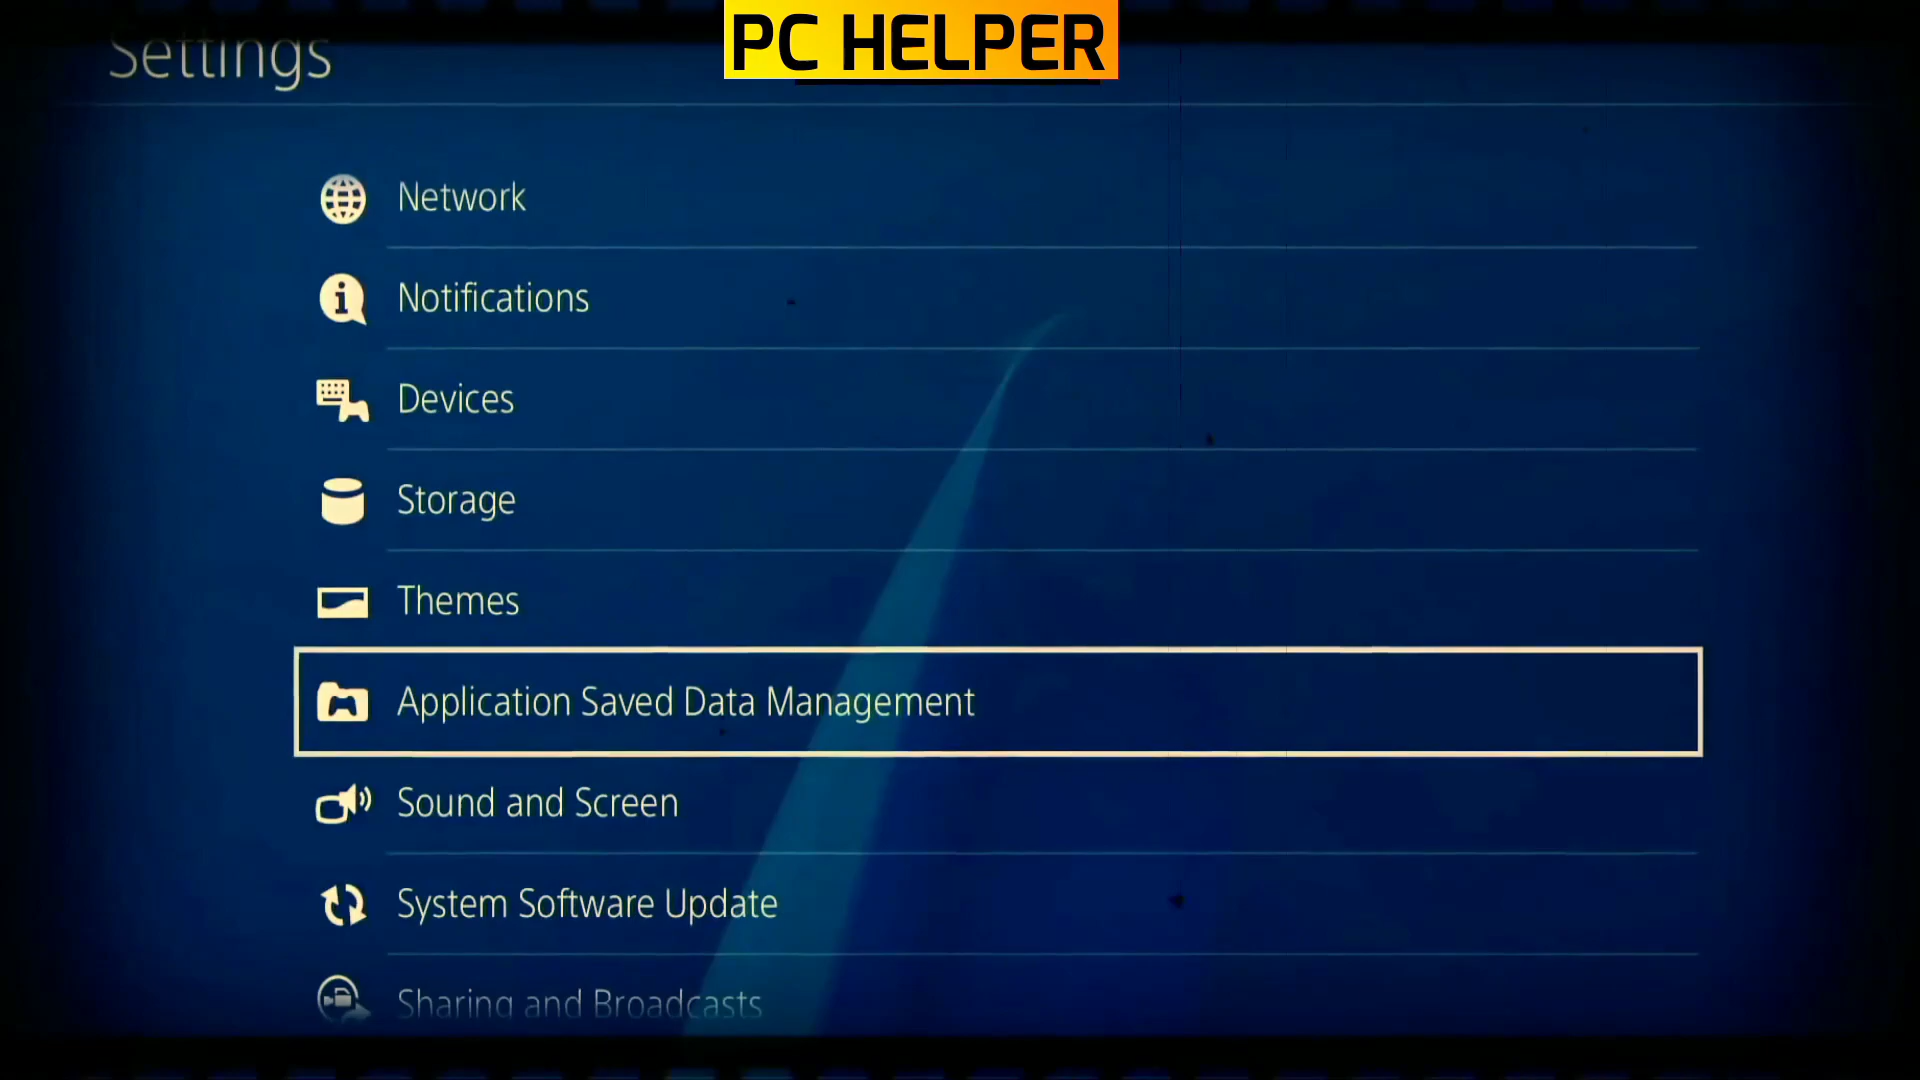 Settings
PC HELPER
Network
Notifications
Devices
Storage
Themes
Application Saved Data Management
Sound and Screen
System Software Update
Sharing and Broadcasts